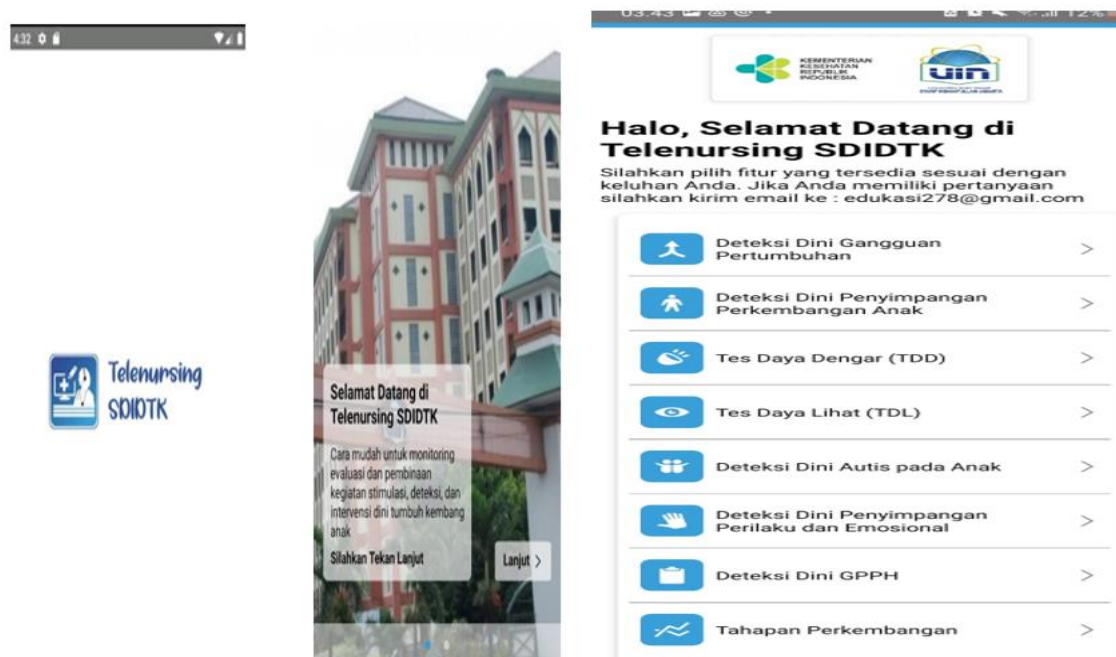 4:32
Telenursing
SDIDTK
Selamat Datang di
Telenursing SDIDTK
Cara mudah untuk monitoring
evaluasi dan pembinaan
kegiatan stimulasi, deteksi, dan
intervensi dini tumbuh kembang
anak
Silahkan Tekan Lanjut
Lanjut >
03.43
12%
KEMENTERIAN
KESEHATAN
REPUBLIK
INDONESIA
uin
Halo, Selamat Datang di
Telenursing SDIDTK
Silahkan pilih fitur yang tersedia sesuai dengan
keluhan Anda. Jika Anda memiliki pertanyaan
silahkan kirim email ke : edukasi278@gmail.com
Deteksi Dini Gangguan
Pertumbuhan
Deteksi Dini Penyimpangan
Perkembangan Anak
Tes Daya Dengar (TDD)
Tes Daya Lihat (TDL)
Deteksi Dini Autis pada Anak
Deteksi Dini Penyimpangan
Perilaku dan Emosional
Deteksi Dini GPPH
Tahapan Perkembangan